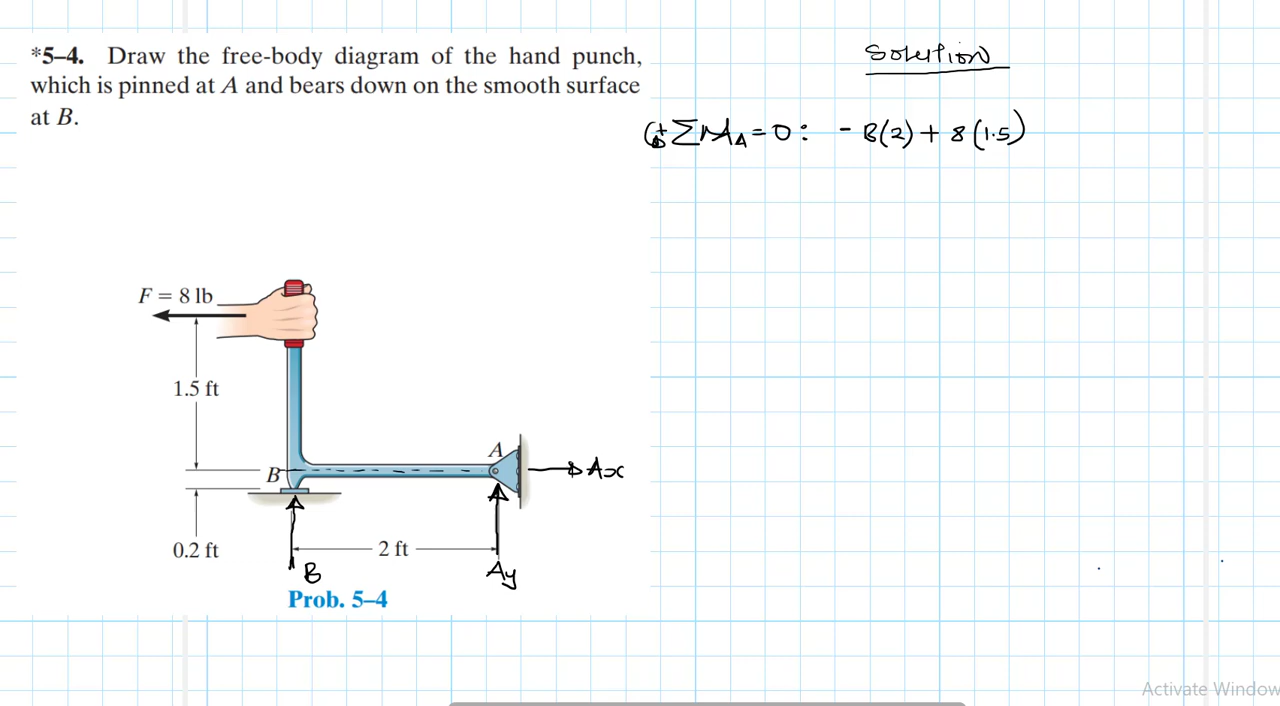 *5–4. Draw the free-body diagram of the hand punch,
which is pinned at A and bears down on the smooth surface
at B.
Solution
(+ ΣM_A = 0 : - B(2) + 8(1.5)
F = 8 lb
1.5 ft
A
Ax
B
0.2 ft
2 ft
B
Ay
Prob. 5–4
Activate Window